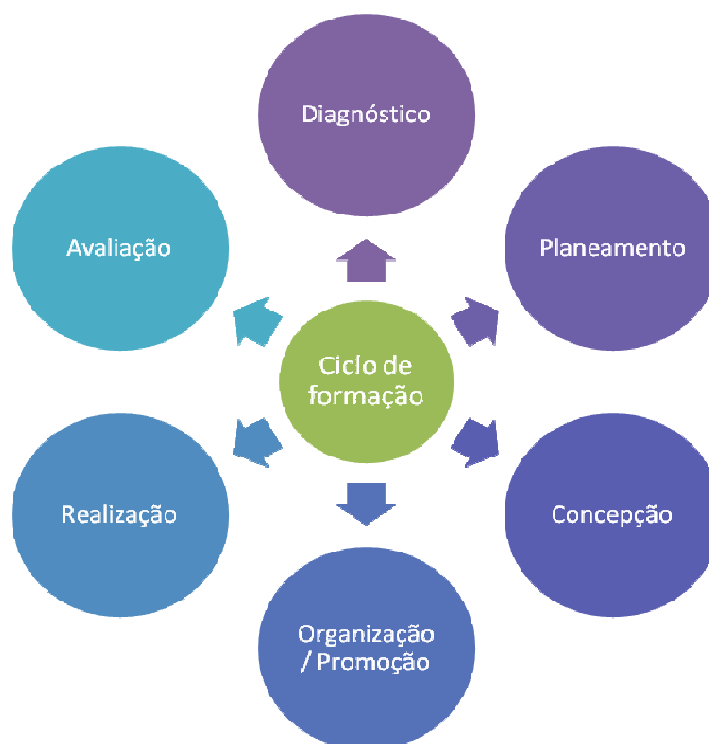 Diagnóstico
Planeamento
Concepção
Organização
/ Promoção
Realização
Avaliação
Ciclo de
formação